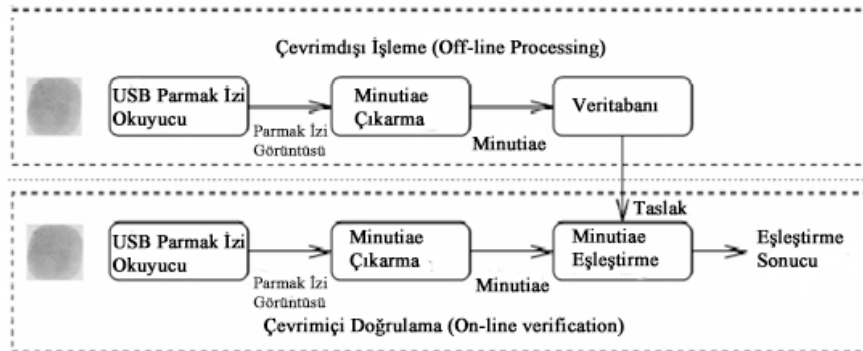 Çevrimdışı İşleme (Off-line Processing)
USB Parmak İzi
Okuyucu
Parmak İzi
Görüntüsü
Minutiae
Çıkarma
Minutiae
Veritabanı
Taslak
USB Parmak İzi
Okuyucu
Parmak İzi
Görüntüsü
Minutiae
Çıkarma
Minutiae
Minutiae
Eşleştirme
Eşleştirme
Sonucu
Çevrimiçi Doğrulama (On-line verification)